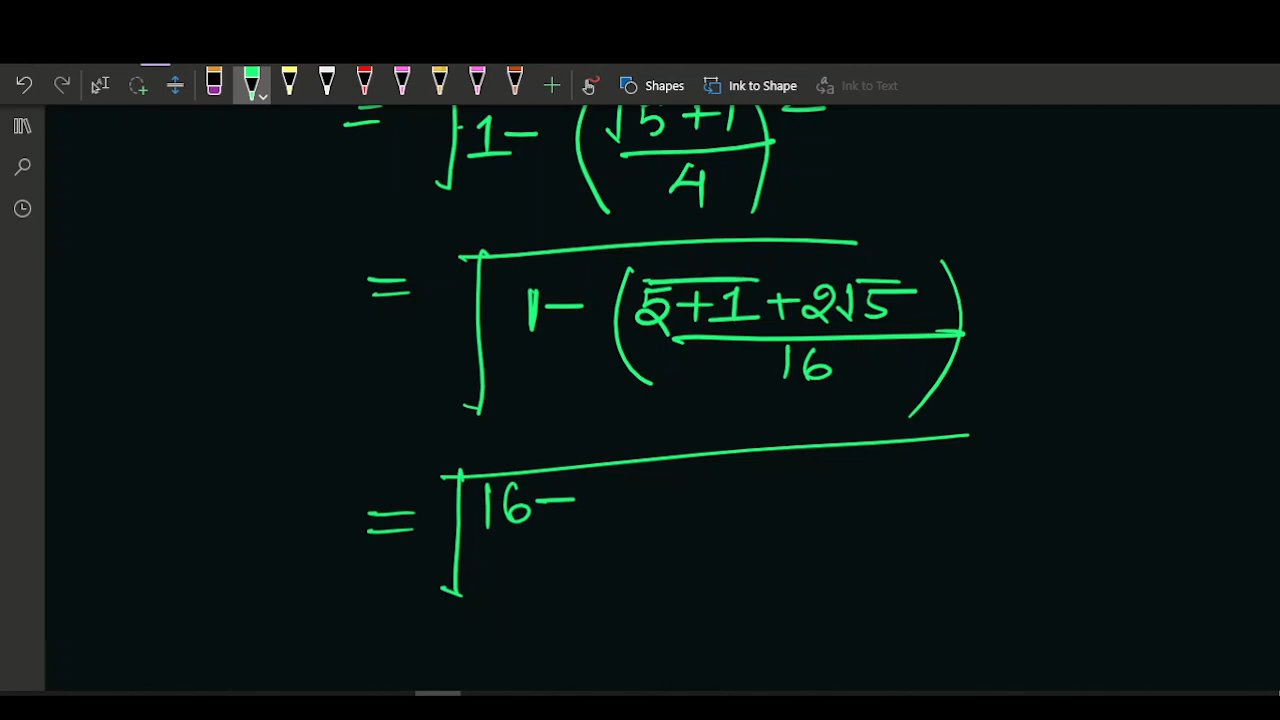 Shapes Ink to Shape Ink to Text
= √1 - (√5 + 1 / 4)²
= √1 - (5 + 1 + 2√5 / 16)
= √16 -